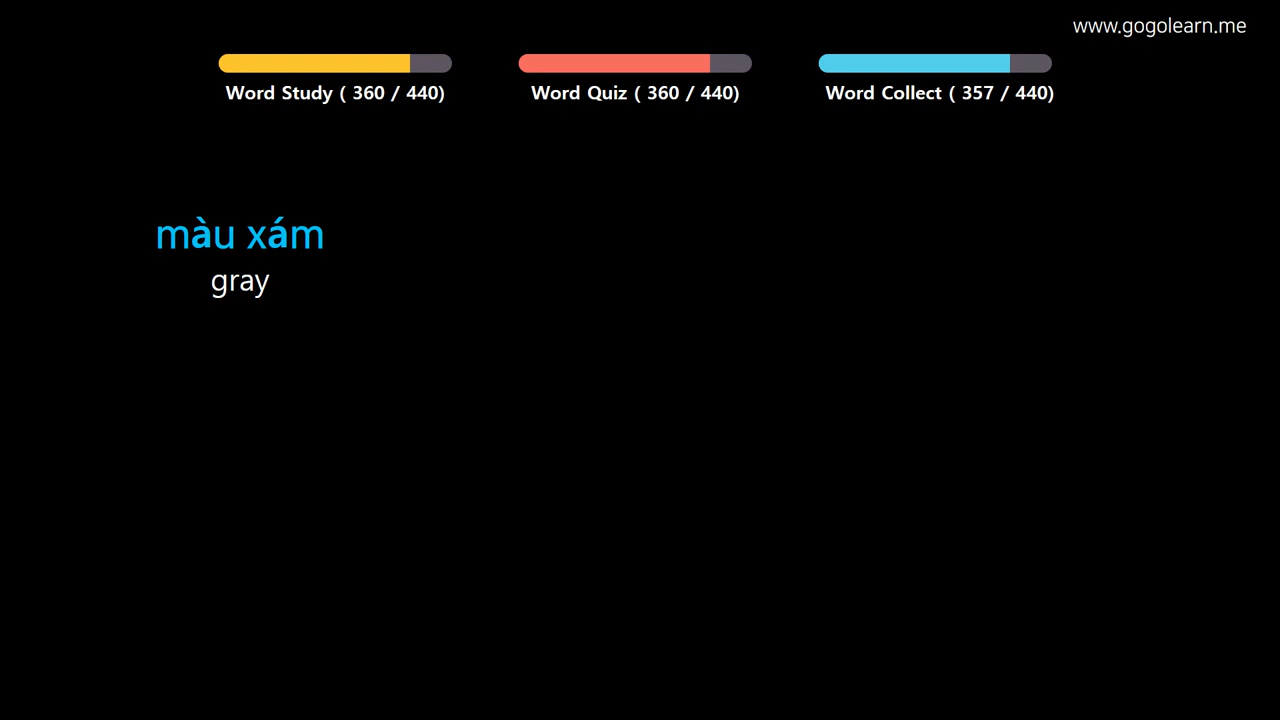 www.gogolearn.me
Word Study ( 360 / 440)
Word Quiz ( 360 / 440)
Word Collect ( 357 / 440)
màu xám
gray